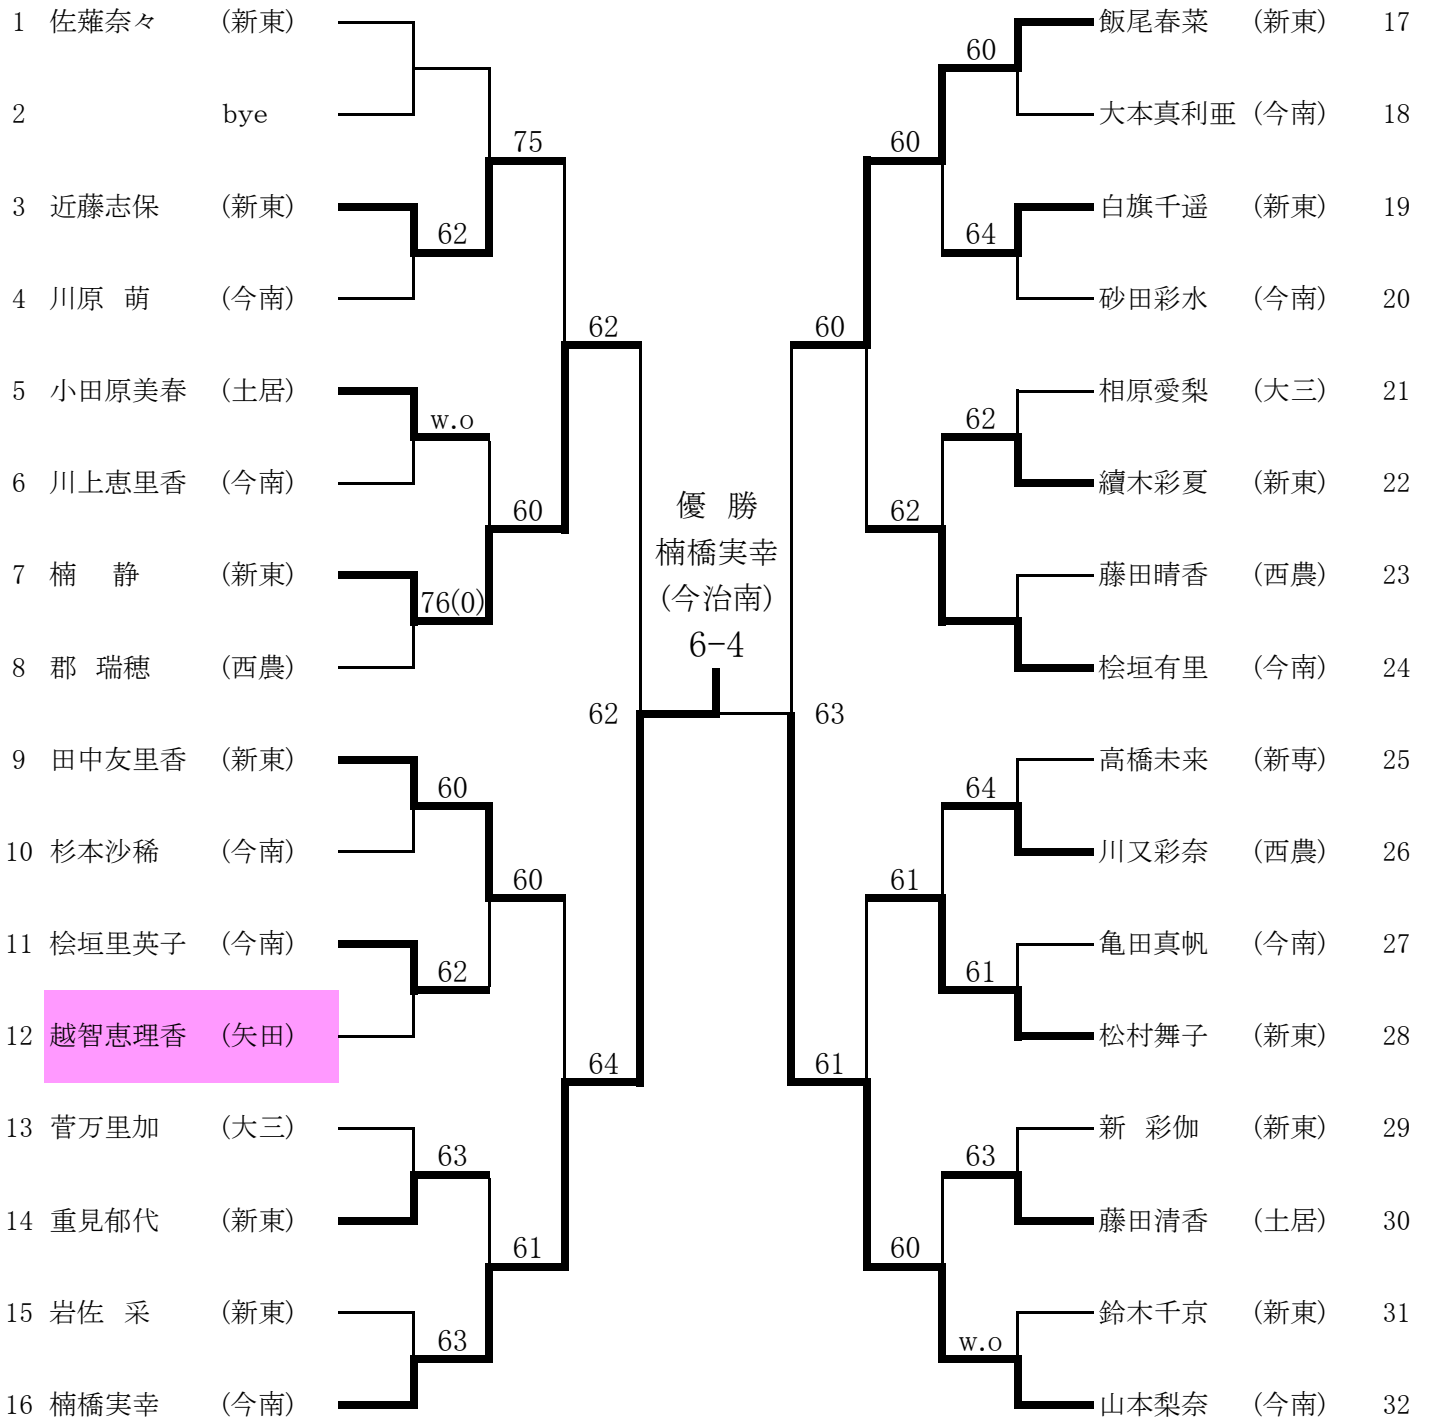 1 佐薙奈々 (新東)
2 bye
75
3 近藤志保 (新東)
62
4 川原 萌 (今南)
62
5 小田原美春 (土居)
w.o
6 川上恵里香 (今南)
60
7 楠 静 (新東)
76(0)
8 郡 瑞穂 (西農)
62
9 田中友里香 (新東)
60
10 杉本沙稀 (今南)
60
11 桧垣里英子 (今南)
62
12 越智恵理香 (矢田)
64
13 菅万里加 (大三)
63
14 重見郁代 (新東)
61
15 岩佐 采 (新東)
63
16 楠橋実幸 (今南)
優 勝
楠橋実幸
(今治南)
6-4
飯尾春菜 (新東) 17
60
大本真利亜 (今南) 18
60
白旗千遥 (新東) 19
64
砂田彩水 (今南) 20
60
相原愛梨 (大三) 21
62
續木彩夏 (新東) 22
62
藤田晴香 (西農) 23
桧垣有里 (今南) 24
63
高橋未来 (新専) 25
64
川又彩奈 (西農) 26
61
亀田真帆 (今南) 27
61
松村舞子 (新東) 28
61
新 彩伽 (新東) 29
63
藤田清香 (土居) 30
60
鈴木千京 (新東) 31
w.o
山本梨奈 (今南) 32